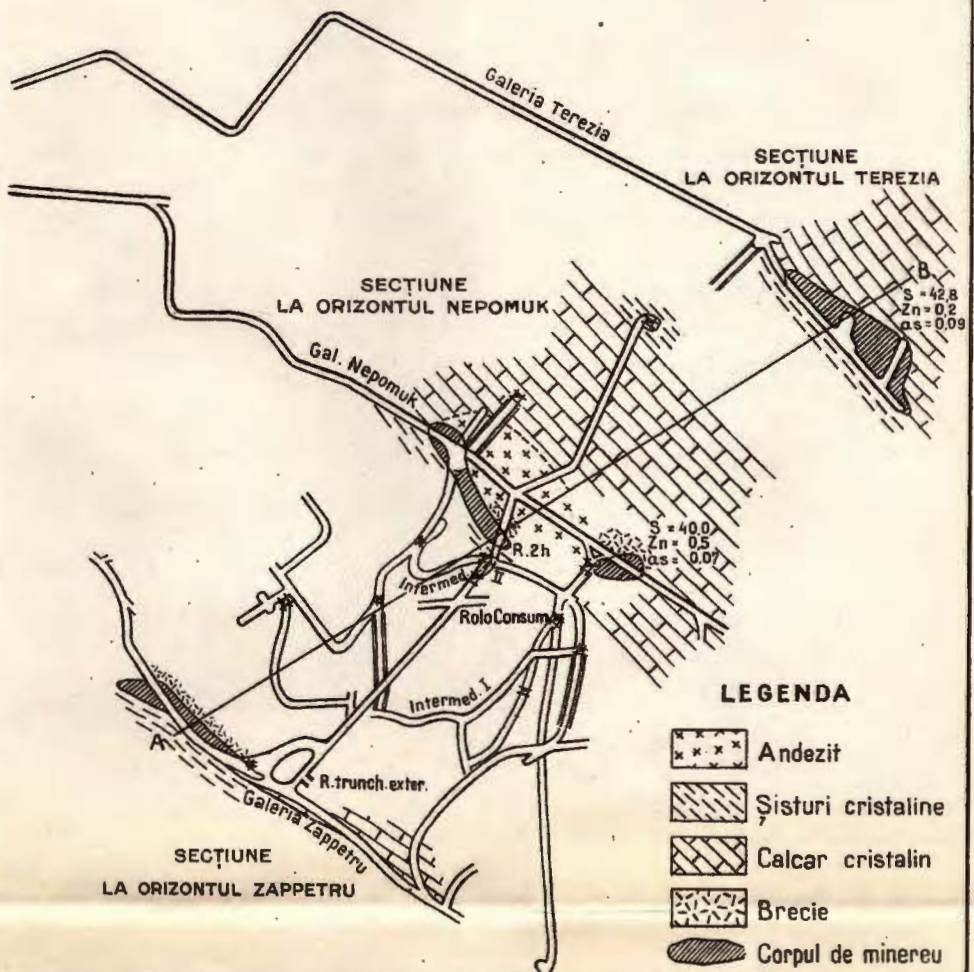 Galeria Terezia
SECȚIUNE
LA ORIZONTUL TEREZIA
B.
S = 42,8
Zn = 0,2
as = 0,09
SECȚIUNE
LA ORIZONTUL NEPOMUK
Gal. Nepomuk
S = 40,0
Zn = 0,5
as = 0,07
R. 2h
Intermed. II
Rolo Consum
Intermed. I
A
R. trunch. exter.
Galeria Zappetru
SECȚIUNE
LA ORIZONTUL ZAPPETRU
LEGENDA
Andezit
Șisturi cristaline
Calcar cristalin
Brecie
Corpul de minereu